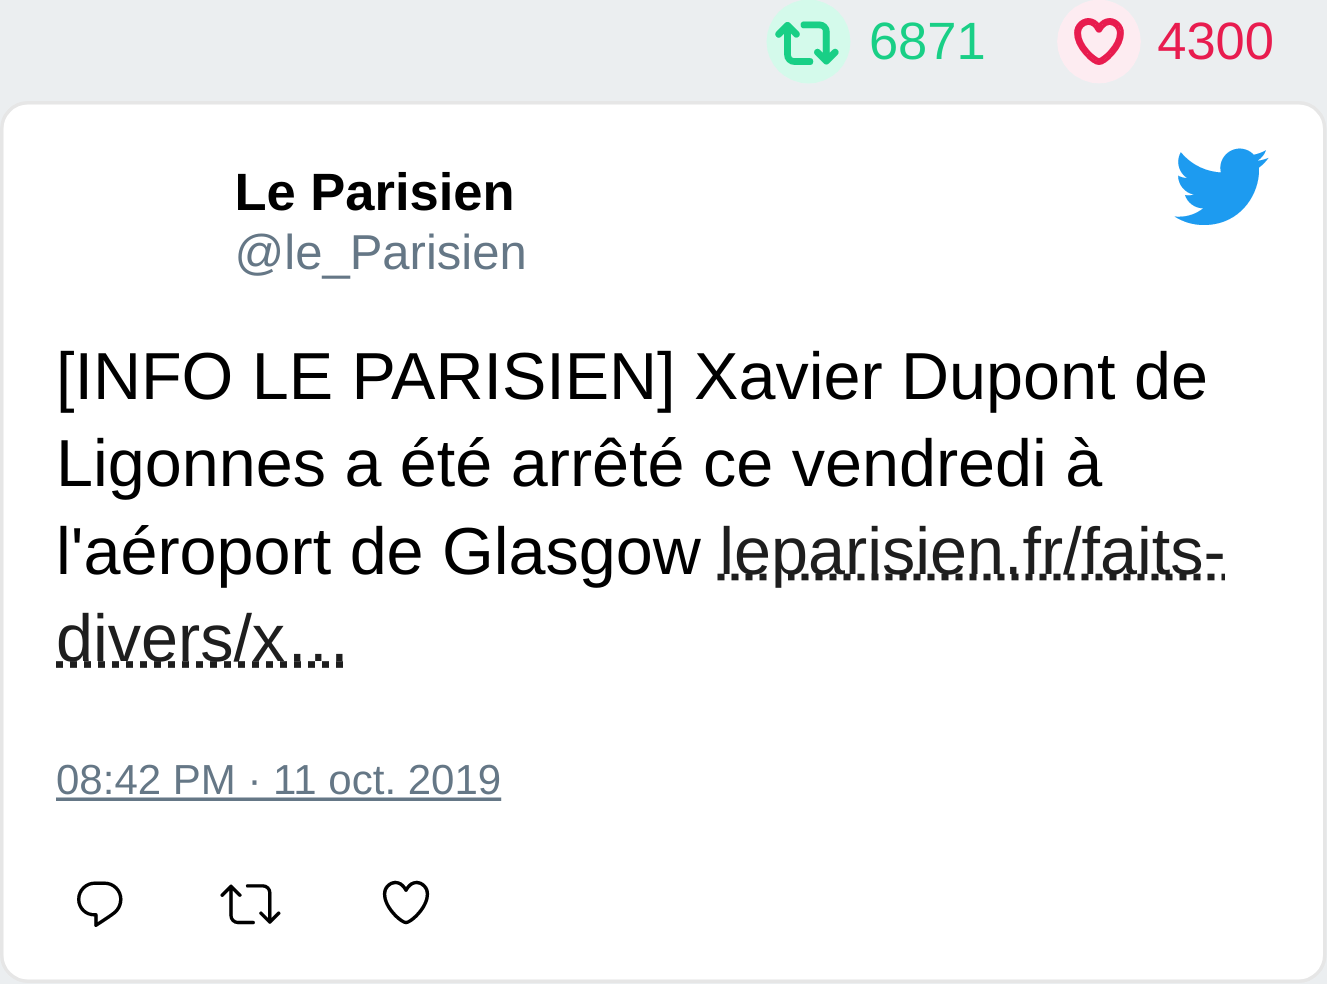 6871 4300
Le Parisien
@le_Parisien
[INFO LE PARISIEN] Xavier Dupont de
Ligonnes a été arrêté ce vendredi à
l'aéroport de Glasgow leparisien.fr/faits-
divers/x…
08:42 PM · 11 oct. 2019